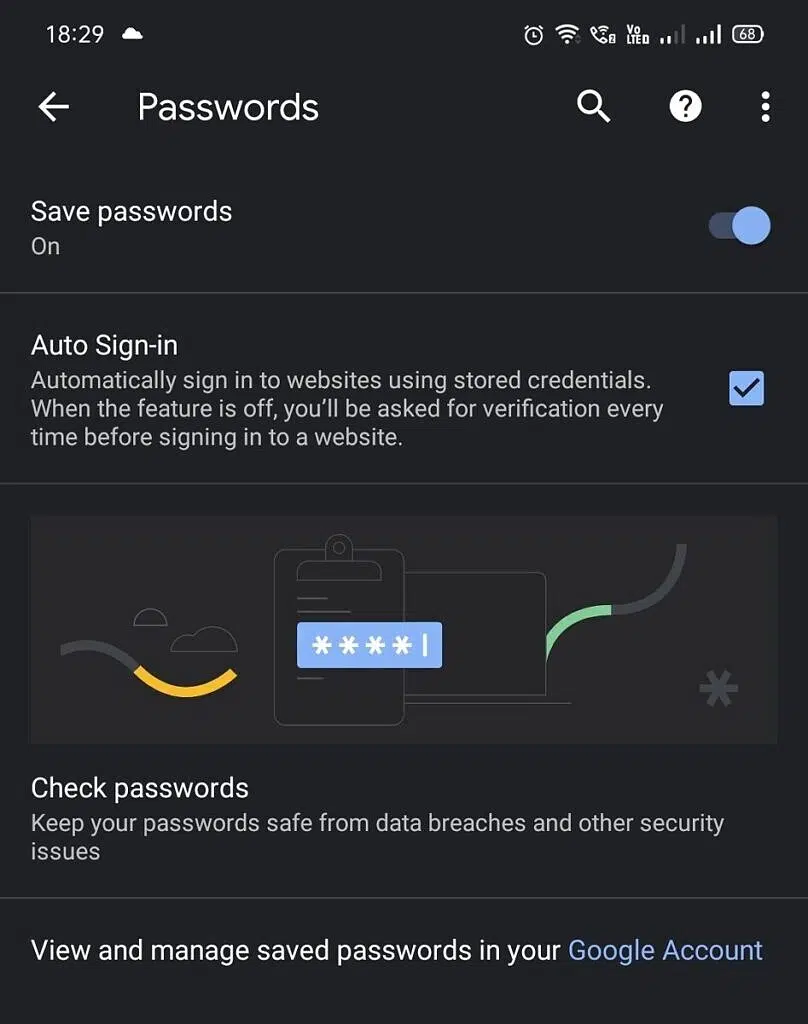 18:29 Vo LTED 2 68
Passwords ?
Save passwords
On
Auto Sign-in
Automatically sign in to websites using stored credentials.
When the feature is off, you’ll be asked for verification every
time before signing in to a website.
****|
*
Check passwords
Keep your passwords safe from data breaches and other security
issues
View and manage saved passwords in your Google Account